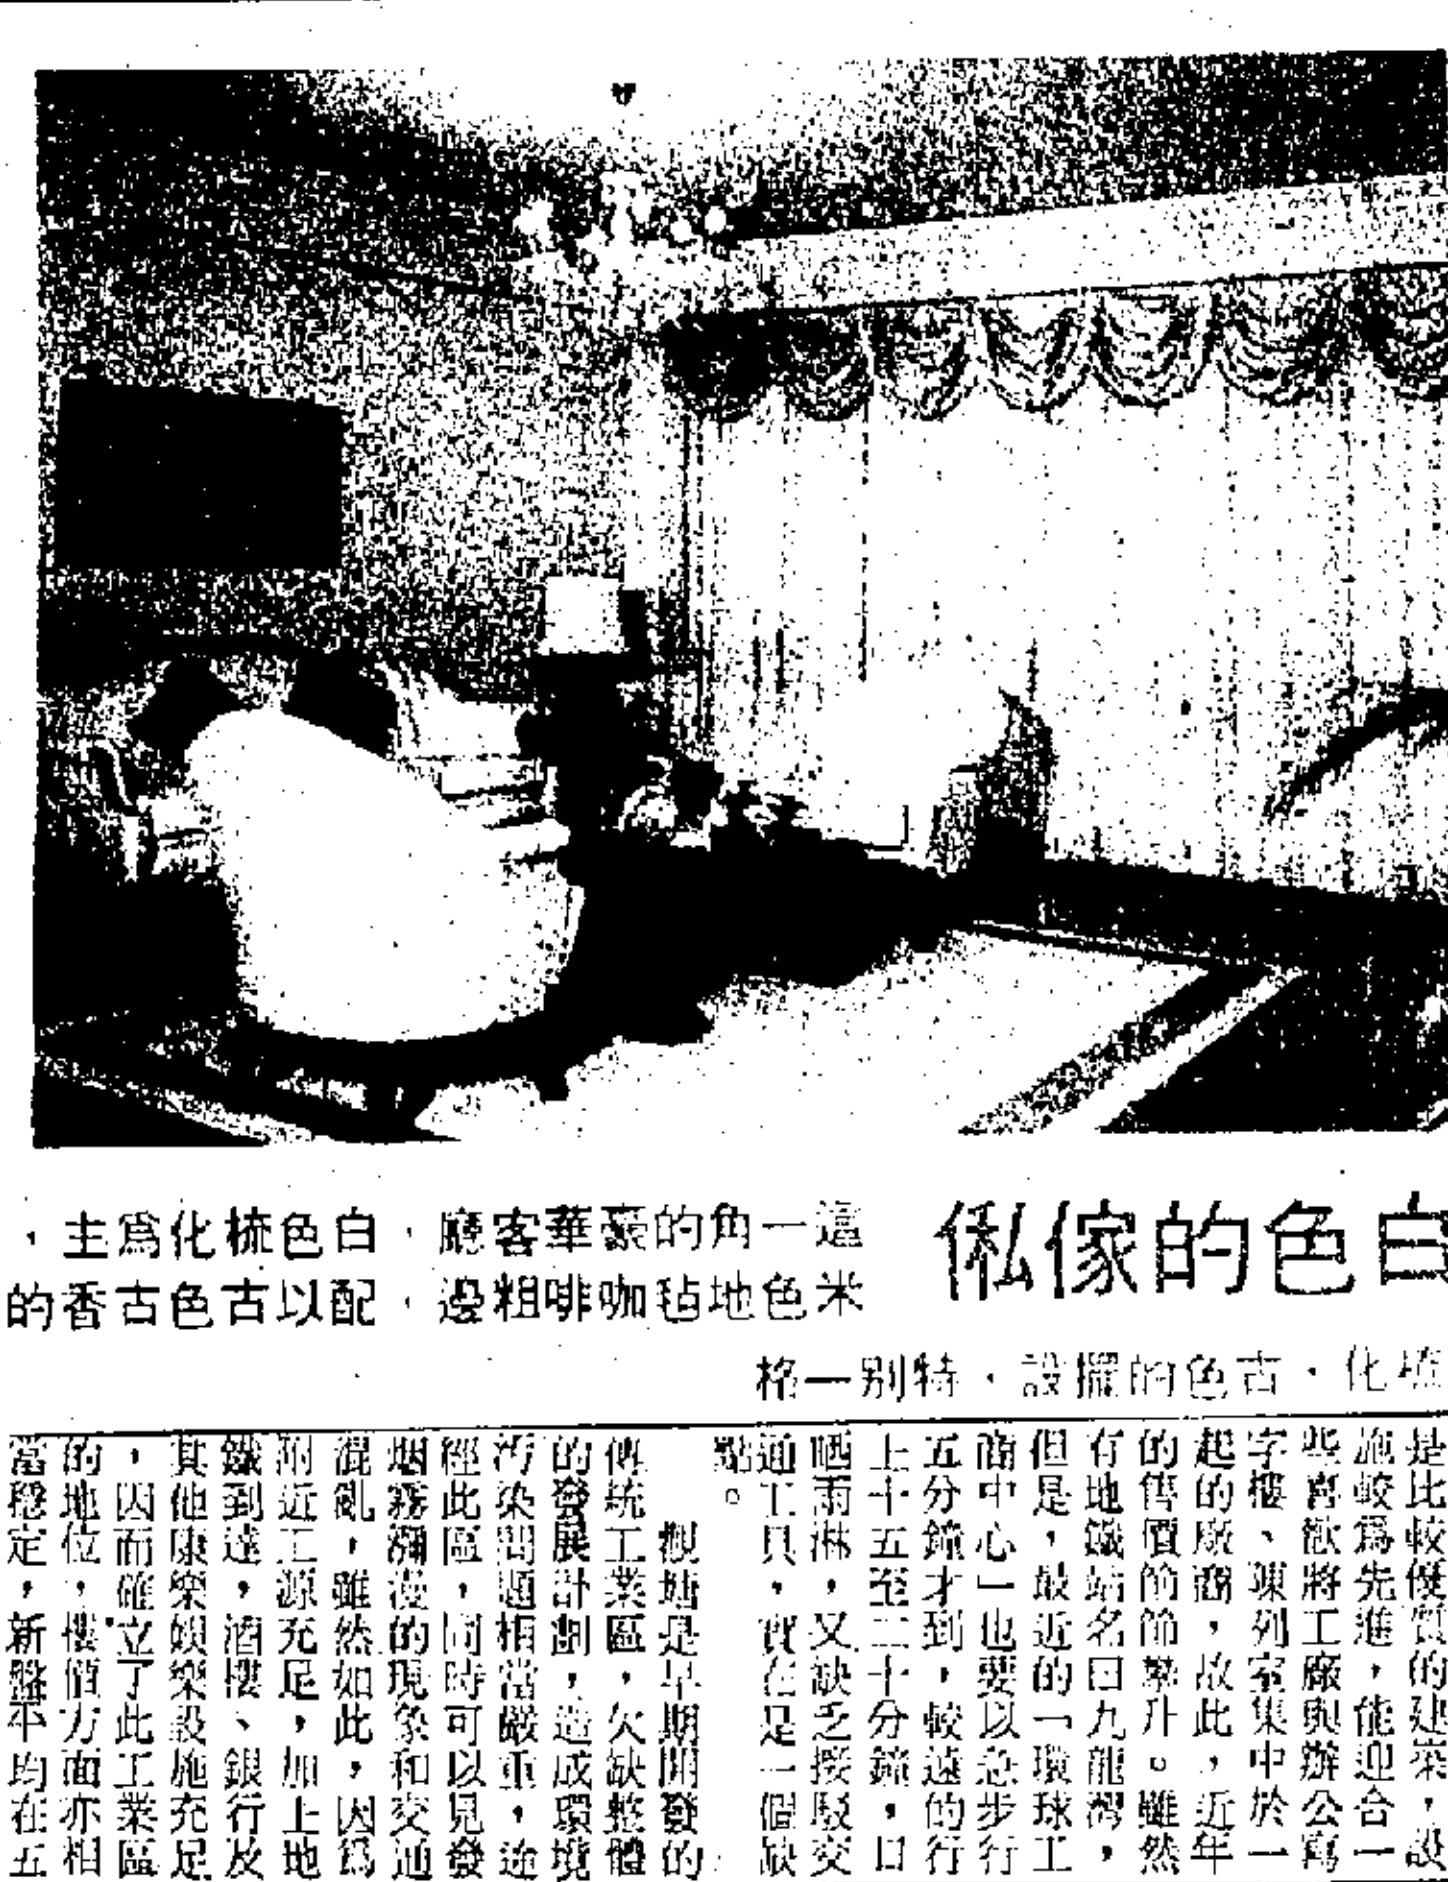 白色的傢俬
這一角的豪華客廳，白色梳化爲主，
米色地毡咖啡粗邊，配以古色古香的
梳化，古色的擺設，特別一格
是比較優質的建築，設
施較爲先進，能迎合一
些喜歡將工廠與辦公寫
字樓、陳列室集中於一
起的廠商，故此，近年
的售價節節攀升。雖然
有地鐵站名曰九龍灣，
但是，最近的「環球工
商中心」也要以急步行
五分鐘才到，較遠的行
上十五至二十分鐘，日
晒雨淋，又缺乏接駁交
通工具，實在是一個缺
點。
觀塘是早期開發的
傳統工業區，欠缺整體
的發展計劃，造成環境
汚染問題相當嚴重，途
經此區，同時可以見發
烟霧瀰漫的現象和交通
混亂，雖然如此，因爲
附近工源充足，加上地
鐵到達，酒樓、銀行及
其他康樂娛樂設施充足
，因而確立了此工業區
的地位，樓值方面亦相
當穩定，新盤平均在五